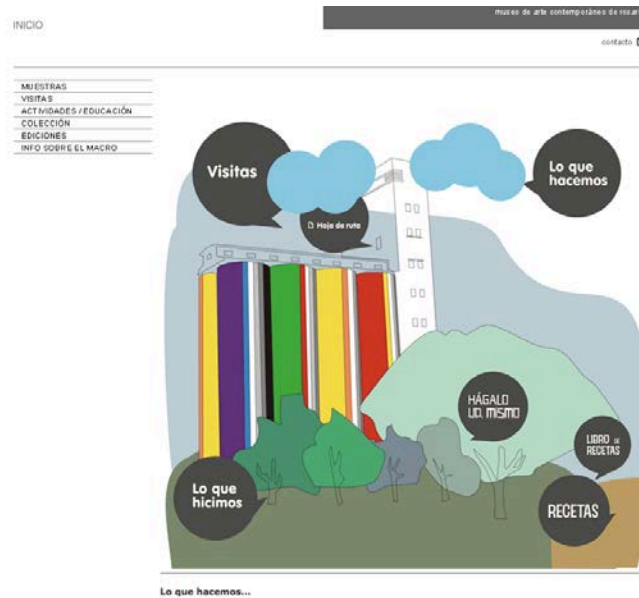 INICIO
museo de arte contemporáneo de rosar
contacto
MUESTRAS
VISITAS
ACTIVIDADES / EDUCACIÓN
COLECCIÓN
EDICIONES
INFO SOBRE EL MACRO
Visitas
Lo que
hacemos
Hoja de ruta
HÁGALO
UD. MISMO
LIBRO DE
RECETAS
Lo que
hicimos
RECETAS
Lo que hacemos...